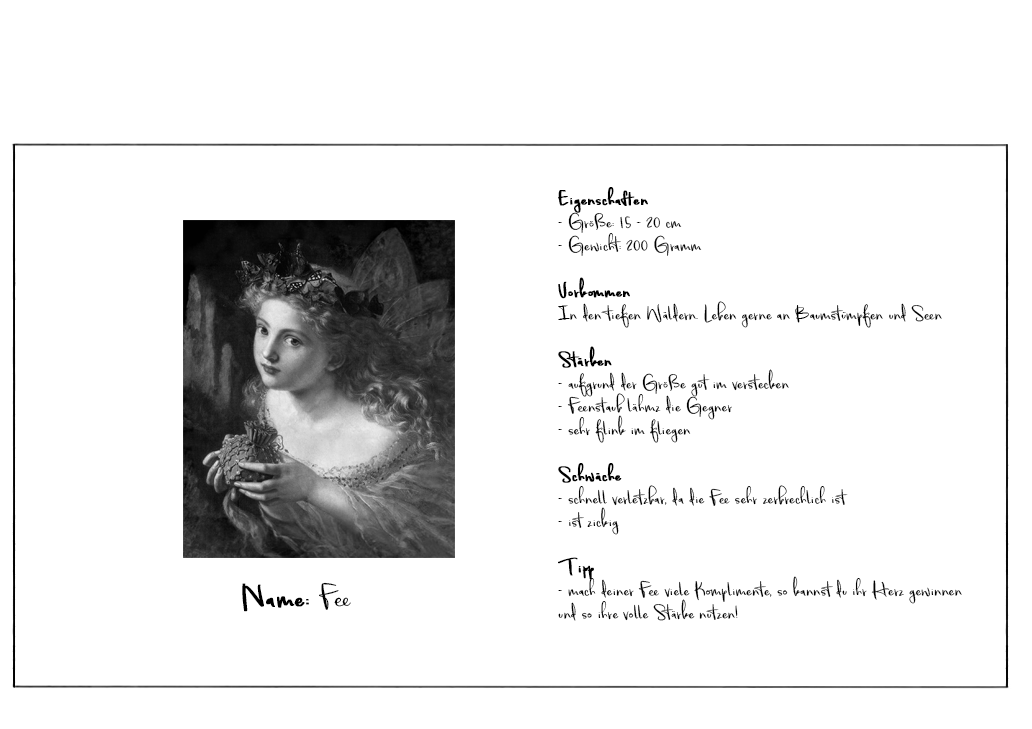 Eigenschaften
- Größe: 15 - 20 cm
- Gewicht: 200 Gramm
Vorkommen
In den tiefen Wäldern. Leben gerne an Baumstümpfen und Seen
Stärken
- aufgrund der Größe gut im verstecken
- Feenstaub lähmz die Gegner
- sehr flink im fliegen
Schwäche
- schnell verletzbar, da die Fee sehr zerbrechlich ist
- ist zickig
Tipp
- mach deiner Fee viele Komplimente, so kannst du ihr Herz gewinnen
und so ihre volle Stärke nutzen!
Name: Fee